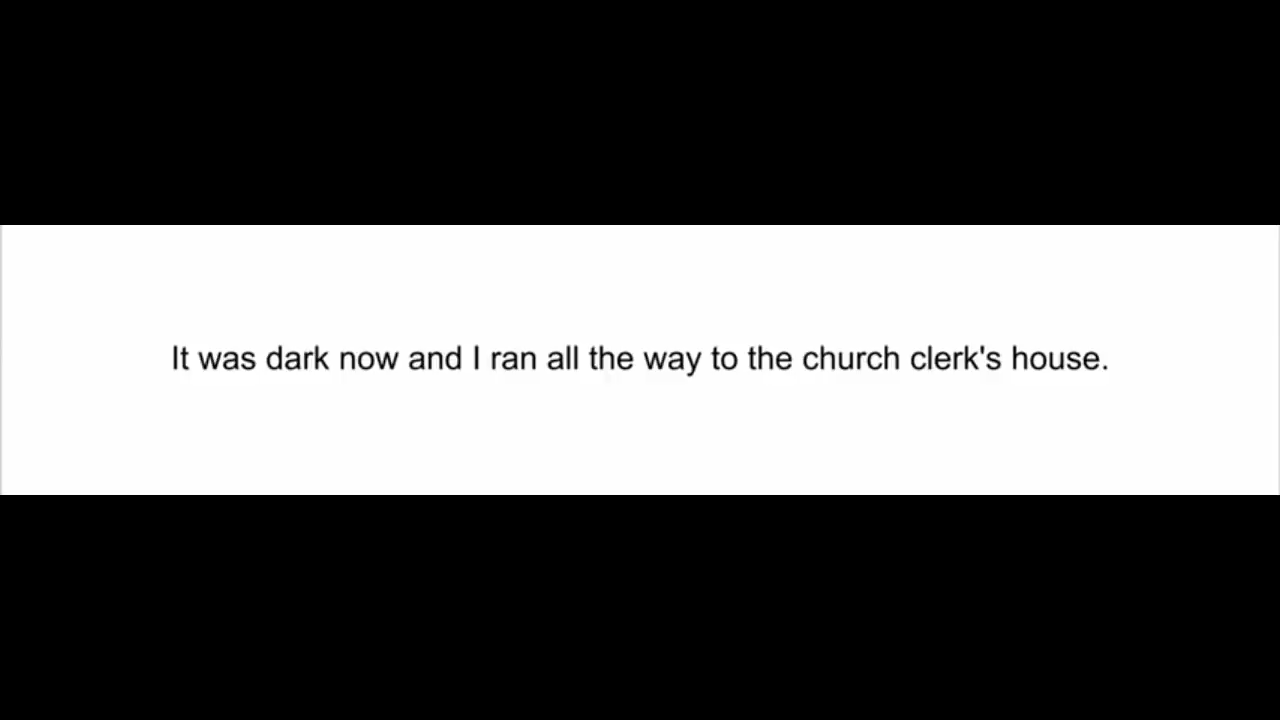 It was dark now and I ran all the way to the church clerk's house.